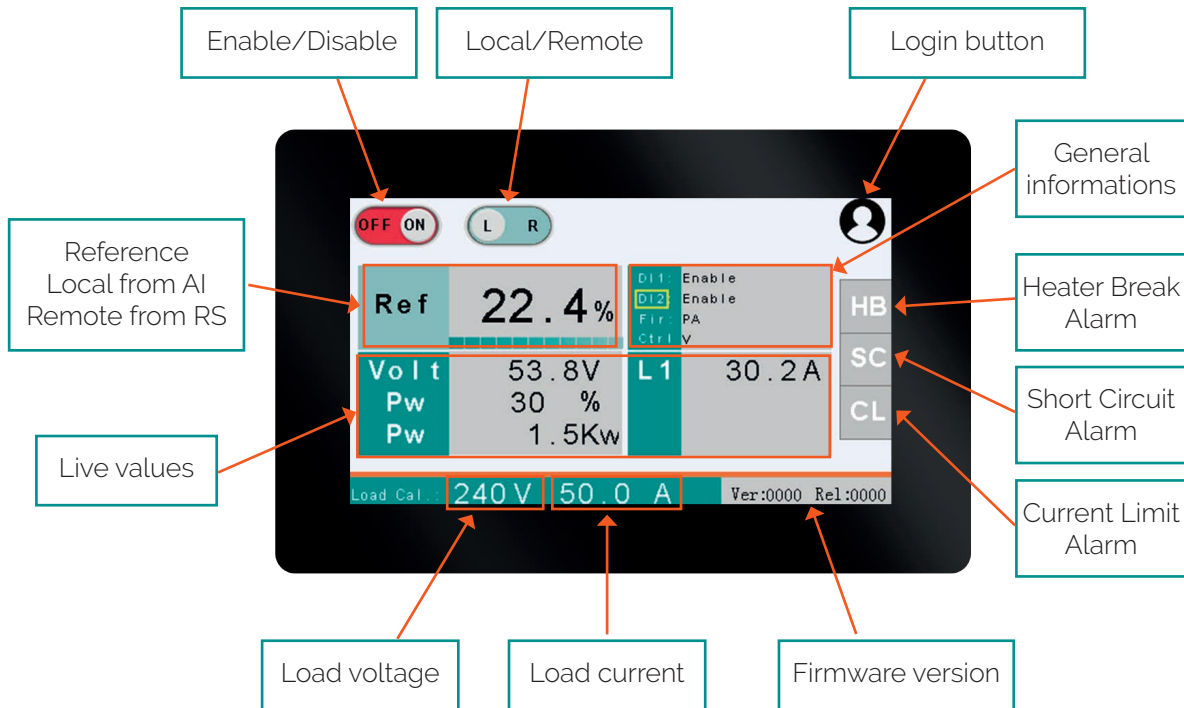 Enable/Disable
Local/Remote
Login button
General
informations
OFF ON
L R
Reference
Local from AI
Remote from RS
Ref 22.4%
DI1: Enable
DI2: Enable
Fir: PA
Ctrl V
HB
SC
CL
Heater Break
Alarm
Short Circuit
Alarm
Current Limit
Alarm
Volt 53.8V
Pw 30 %
Pw 1.5Kw
L1 30.2A
Live values
Load Cal.: 240V 50.0 A Ver:0000 Rel:0000
Load voltage
Load current
Firmware version